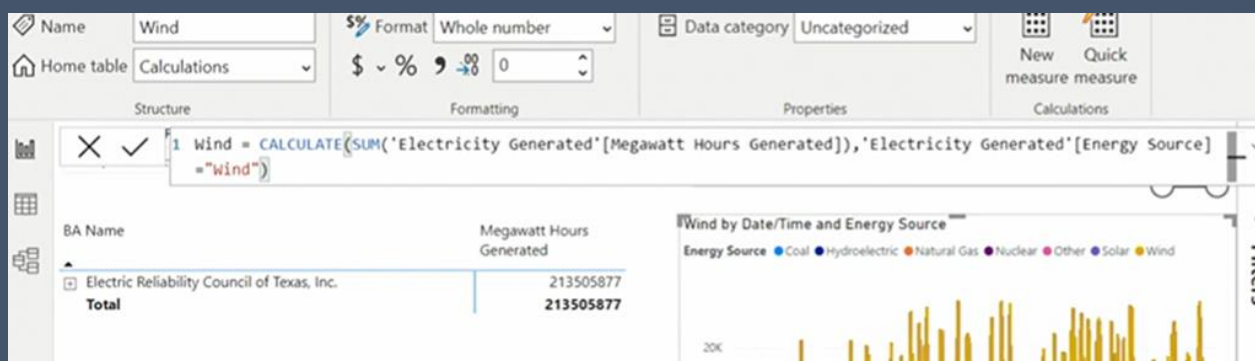 Name Wind
Format Whole number
Data category Uncategorized
New measure
Quick measure
Home table Calculations
$ % 9 .00 0
Structure
Formatting
Properties
Calculations
1 Wind = CALCULATE(SUM('Electricity Generated'[Megawatt Hours Generated]),'Electricity Generated'[Energy Source]
="Wind")
BA Name
Megawatt Hours
Generated
Electric Reliability Council of Texas, Inc. 213505877
Total 213505877
Wind by Date/Time and Energy Source
Energy Source Coal Hydroelectric Natural Gas Nuclear Other Solar Wind
20K